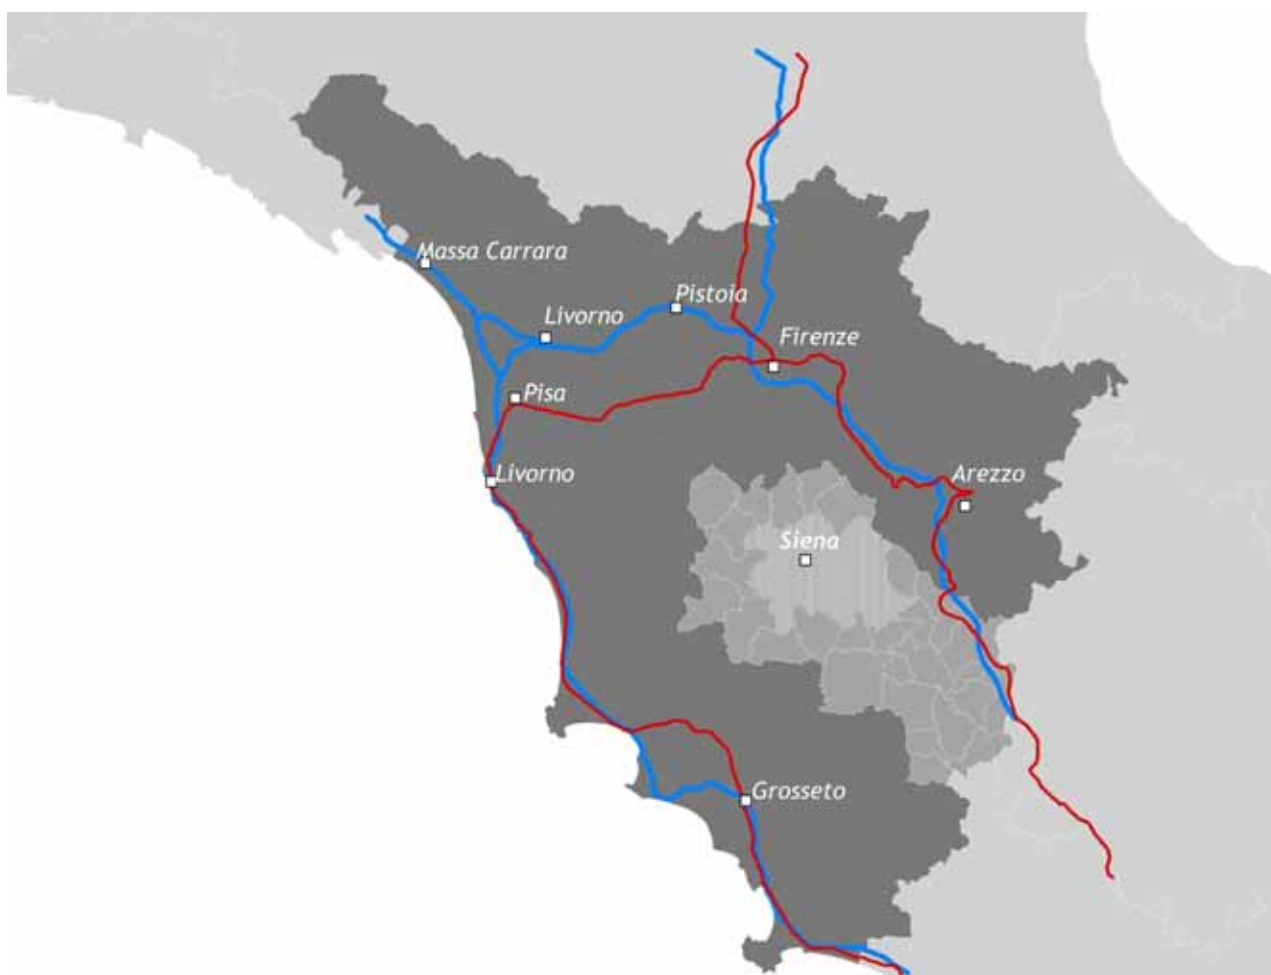 Massa Carrara
Pistoia
Livorno
Firenze
Pisa
Livorno
Arezzo
Siena
Grosseto